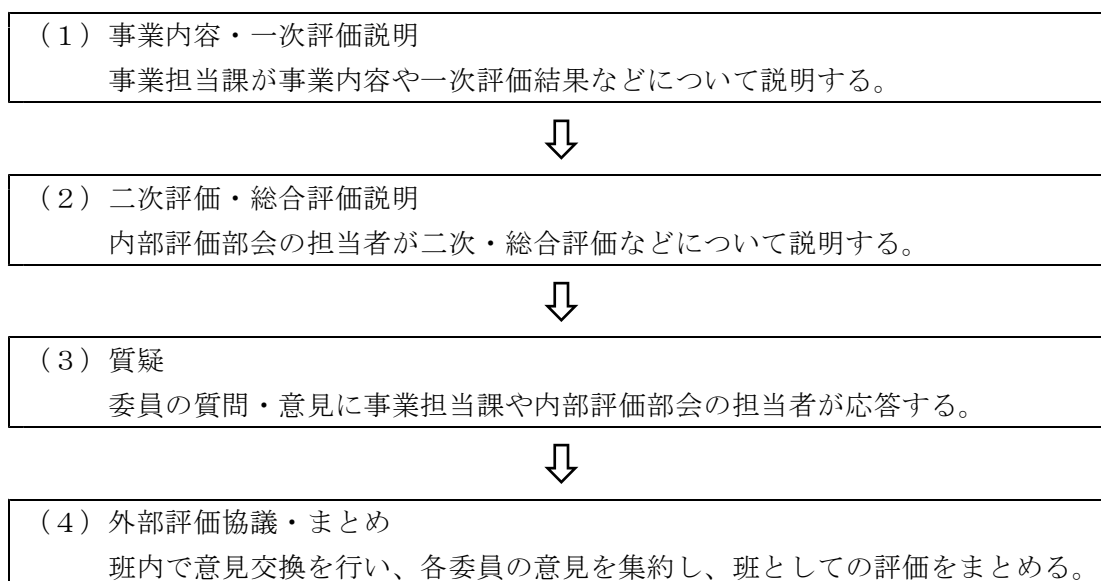 （１）事業内容・一次評価説明
事業担当課が事業内容や一次評価結果などについて説明する。
（２）二次評価・総合評価説明
内部評価部会の担当者が二次・総合評価などについて説明する。
（３）質疑
委員の質問・意見に事業担当課や内部評価部会の担当者が応答する。
（４）外部評価協議・まとめ
班内で意見交換を行い、各委員の意見を集約し、班としての評価をまとめる。